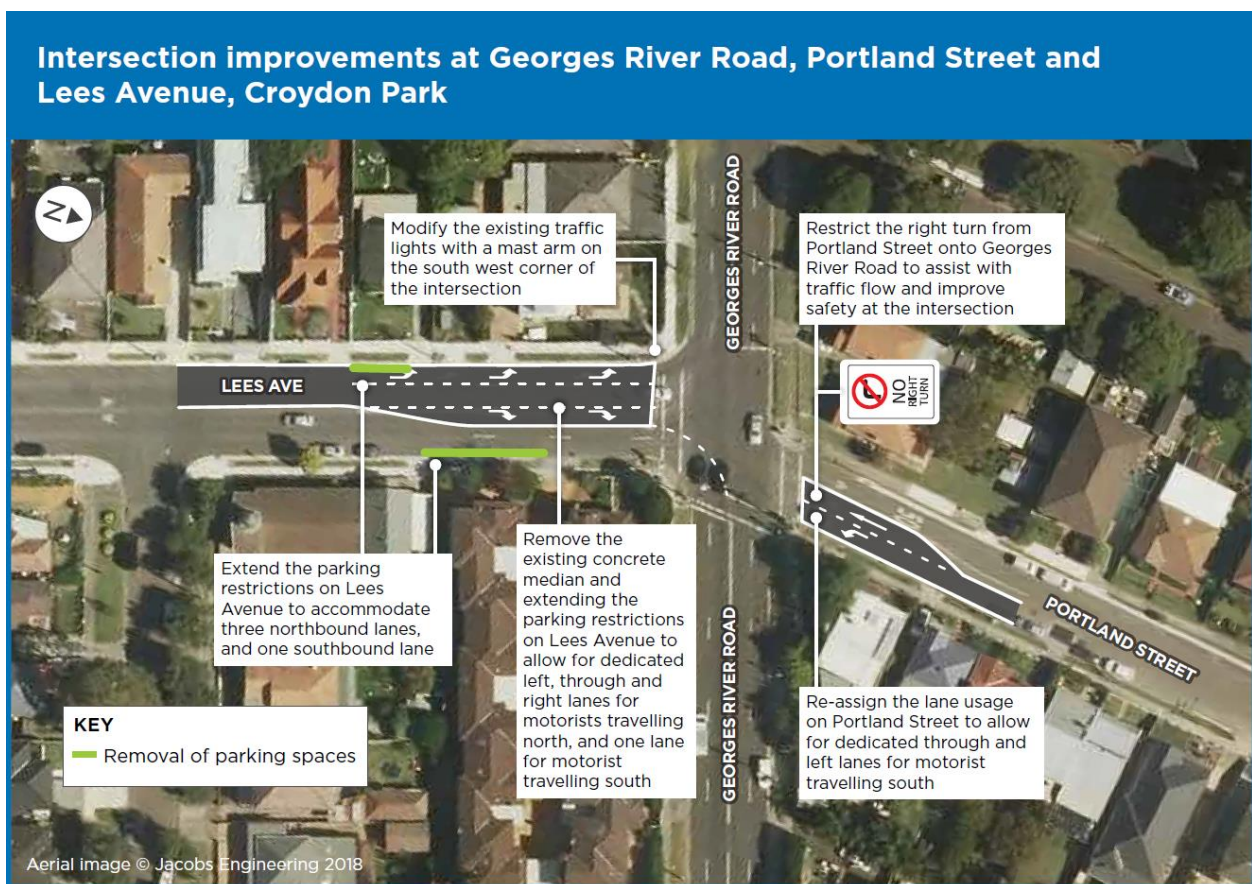 Intersection improvements at Georges River Road, Portland Street and
Lees Avenue, Croydon Park
N
Modify the existing traffic
lights with a mast arm on
the south west corner of
the intersection
GEORGES RIVER ROAD
Restrict the right turn from
Portland Street onto Georges
River Road to assist with
traffic flow and improve
safety at the intersection
NO
RIGHT
TURN
LEES AVE
Extend the parking
restrictions on Lees
Avenue to accommodate
three northbound lanes,
and one southbound lane
Remove the
existing concrete
median and
extending the
parking restrictions
on Lees Avenue to
allow for dedicated
left, through and
right lanes for
motorists travelling
north, and one lane
for motorist
travelling south
GEORGES RIVER ROAD
PORTLAND STREET
Re-assign the lane usage
on Portland Street to allow
for dedicated through and
left lanes for motorist
travelling south
KEY
Removal of parking spaces
Aerial image © Jacobs Engineering 2018